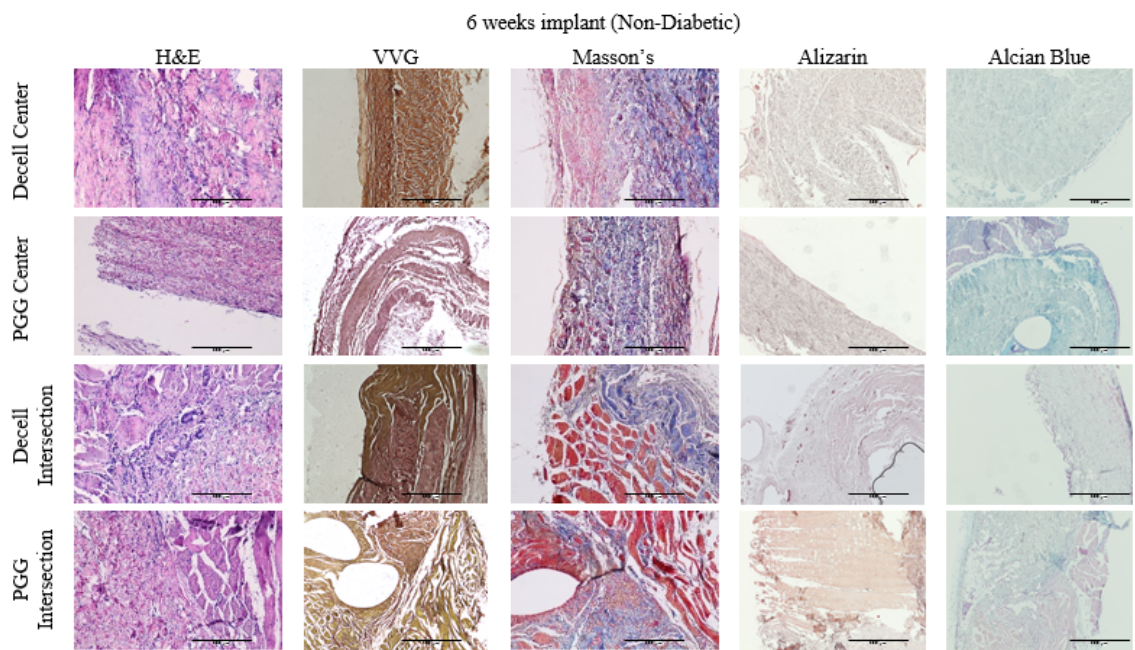 6 weeks implant (Non-Diabetic)
H&E VVG Masson's Alizarin Alcian Blue
Decell Center
PGG Center
Decell
Intersection
PGG
Intersection